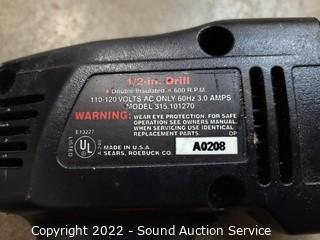 1/2-in. Drill
• Double Insulated • 600 R.P.M.
110-120 VOLTS AC ONLY 60Hz 3.0 AMPS
MODEL 315.101270
WARNING: WEAR EYE PROTECTION. FOR SAFE
OPERATION SEE OWNERS MANUAL.
WHEN SERVICING USE IDENTICAL
REPLACEMENT PARTS.
E13227
LISTED
UL
MADE IN U.S.A.
SEARS, ROEBUCK CO.
A0208
Copyright 2022 - Sound Auction Service